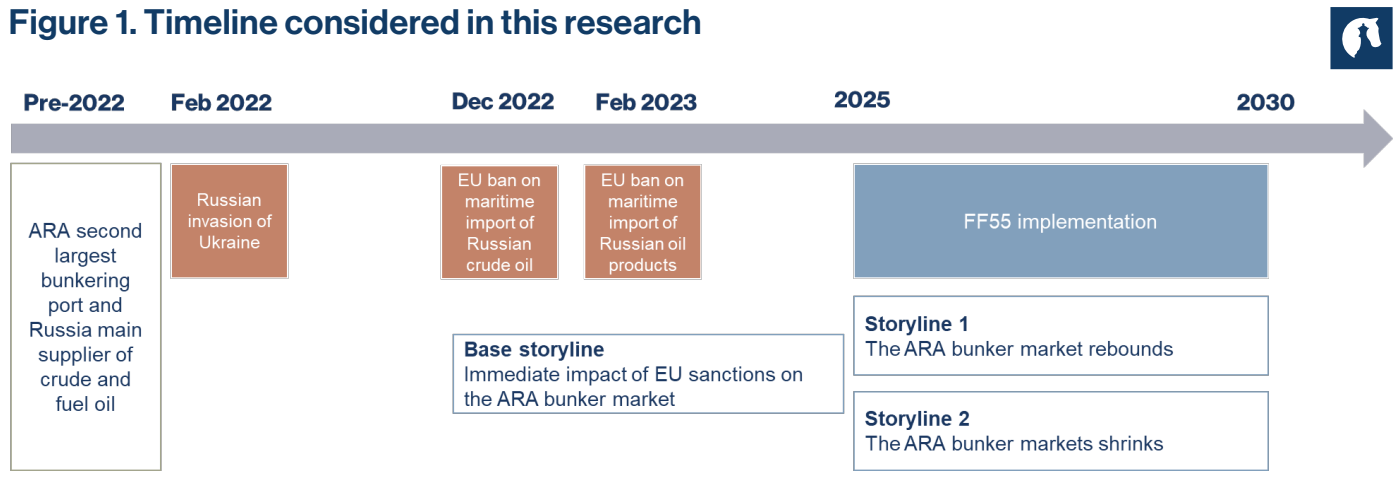 Figure 1. Timeline considered in this research
Pre-2022
Feb 2022
Dec 2022
Feb 2023
2025
2030
ARA second
largest
bunkering
port and
Russia main
supplier of
crude and
fuel oil
Russian
invasion of
Ukraine
EU ban on
maritime
import of
Russian
crude oil
EU ban on
maritime
import of
Russian oil
products
FF55 implementation
Base storyline
Immediate impact of EU sanctions on
the ARA bunker market
Storyline 1
The ARA bunker market rebounds
Storyline 2
The ARA bunker markets shrinks